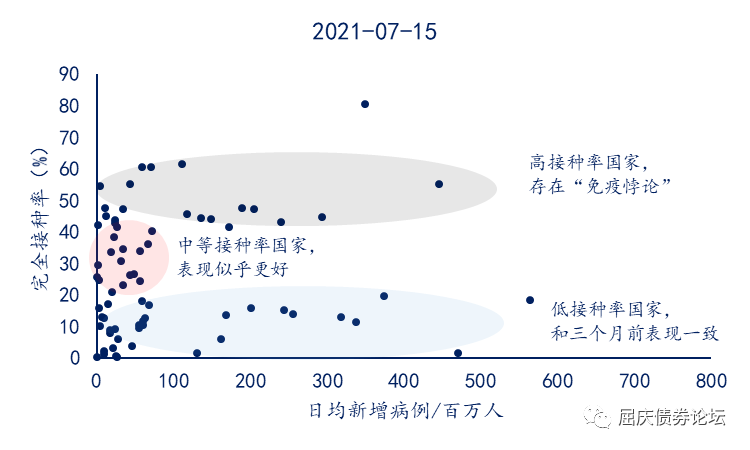 2021-07-15
90
80
70
60
50
40
30
20
10
0
完全接种率（%）
高接种率国家，
存在“免疫悖论”
中等接种率国家，
表现似乎更好
低接种率国家，
和三个月前表现一致
0 100 200 300 400 500 600 700 800
日均新增病例/百万人
屈庆债券论坛